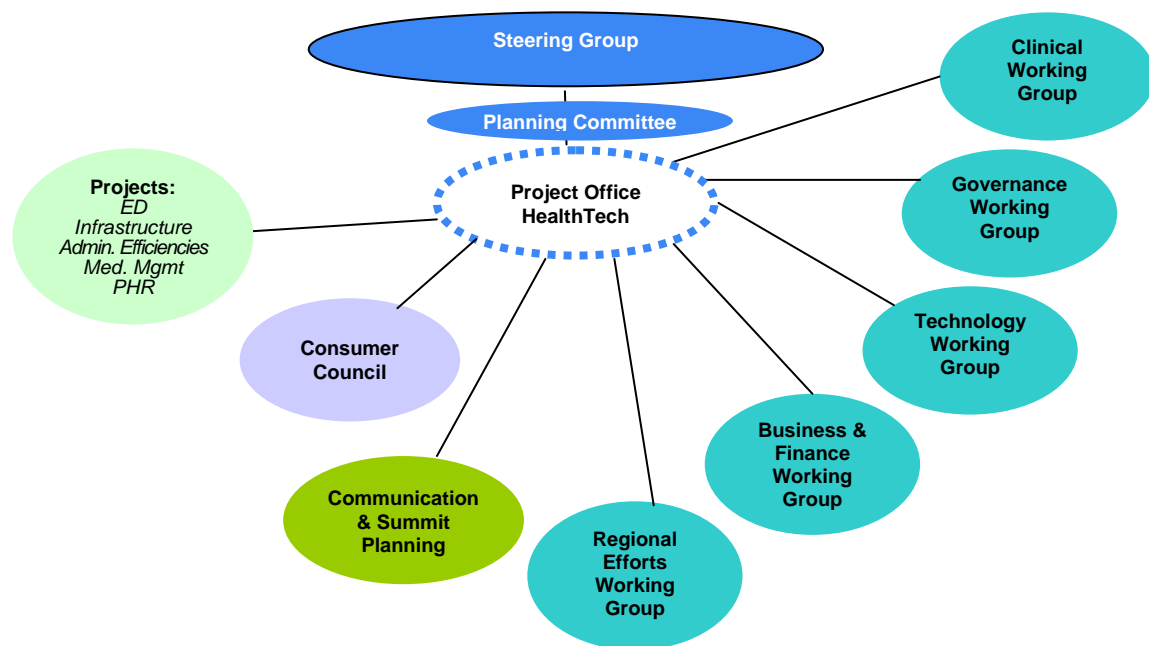 Steering Group
Planning Committee
Project Office
HealthTech
Clinical
Working
Group
Governance
Working
Group
Technology
Working
Group
Business &
Finance
Working
Group
Regional
Efforts
Working
Group
Communication
& Summit
Planning
Consumer
Council
Projects:
ED
Infrastructure
Admin. Efficiencies
Med. Mgmt
PHR